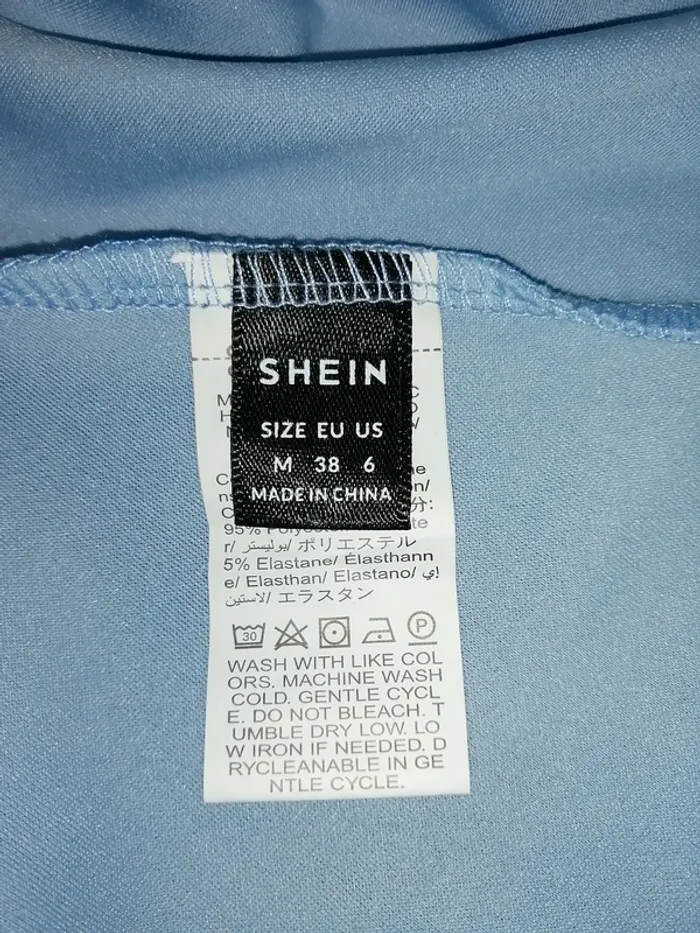 SHEIN
SIZE EU US
M 38 6
MADE IN CHINA
95%
r/ بوليستر/ ポリエステル
5% Elastane/ Élasthann
e/ Elasthan/ Elastano/ إي
لاستين/ エラスタン
30 P
WASH WITH LIKE COL
ORS. MACHINE WASH
COLD. GENTLE CYCL
E. DO NOT BLEACH. T
UMBLE DRY LOW. LO
W IRON IF NEEDED. D
RYCLEANABLE IN GE
NTLE CYCLE.